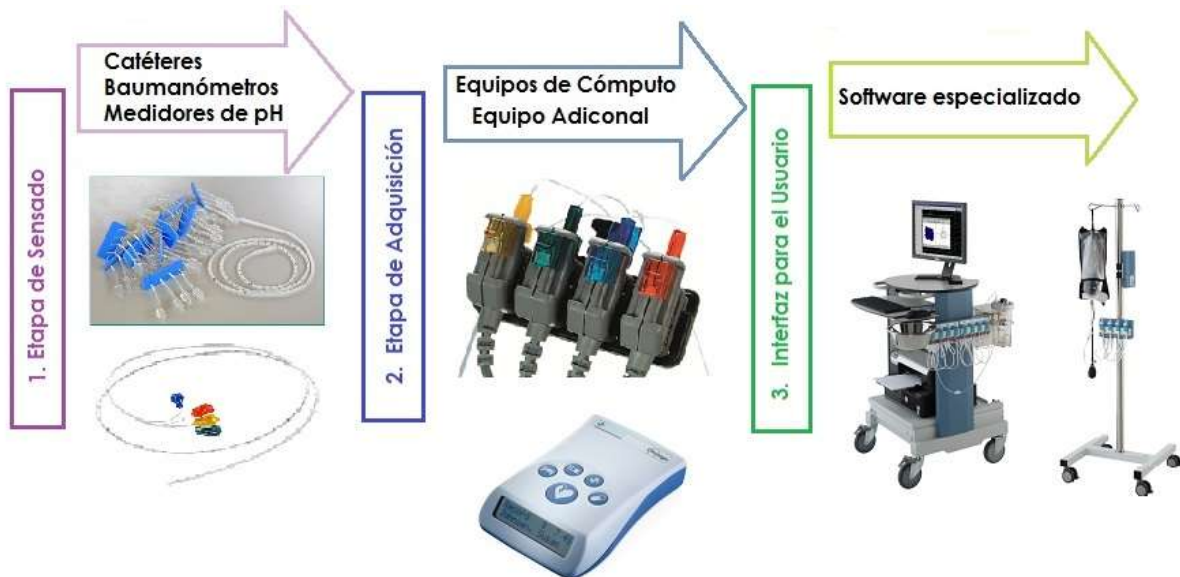 1. Etapa de Sensado
Catéteres
Baumanómetros
Medidores de pH
2. Etapa de Adquisición
Equipos de Cómputo
Equipo Adiconal
3. Interfaz para el Usuario
Software especializado